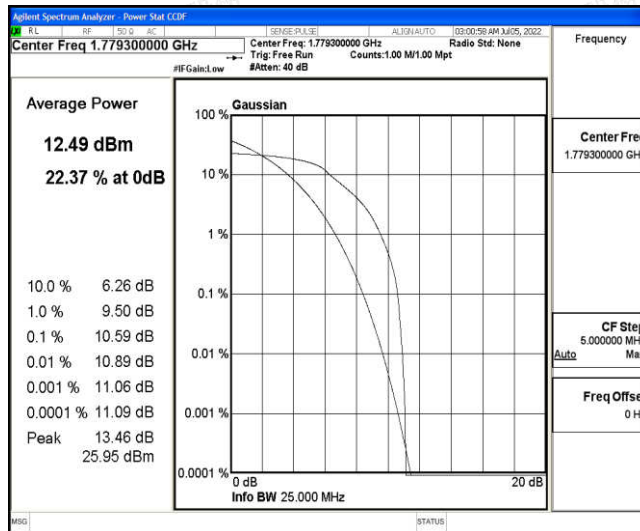 Agilent Spectrum Analyzer - Power Stat CCDF
RL RF 50 Ω AC SENSE:PULSE ALIGNAUTO 03:00:58 AM Jul05, 2022
Center Freq 1.779300000 GHz
Center Freq: 1.779300000 GHz Radio Std: None
Trig: Free Run Counts:1.00 M/1.00 Mpt
#IFGain:Low #Atten: 40 dB
Frequency
Average Power
12.49 dBm
22.37 % at 0dB
10.0 % 6.26 dB
1.0 % 9.50 dB
0.1 % 10.59 dB
0.01 % 10.89 dB
0.001 % 11.06 dB
0.0001 % 11.09 dB
Peak 13.46 dB
25.95 dBm
Gaussian
100 %
10 %
1 %
0.1 %
0.01 %
0.001 %
0.0001 %
0 dB 20 dB
Info BW 25.000 MHz
Center Fre
1.779300000 GH
CF Ste
5.000000 MH
Auto Ma
Freq Offse
0 H
MSG STATUS